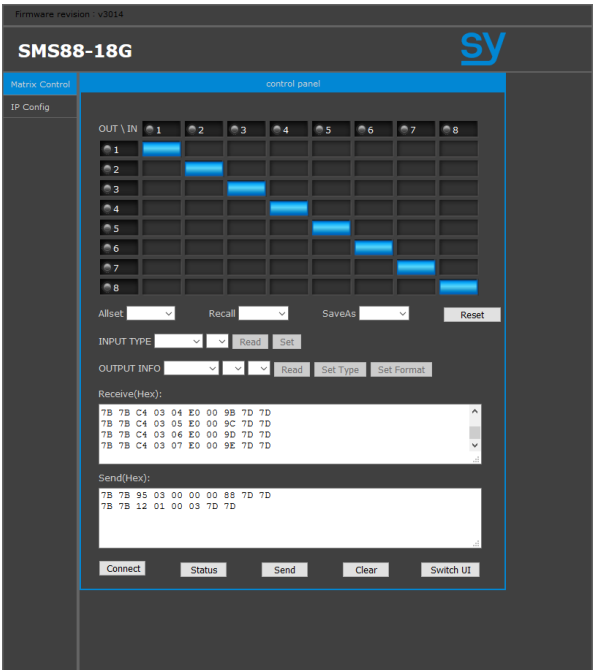 Firmware revision : v3014
SMS88-18G
sy
Matrix Control
control panel
IP Config
OUT \ IN 1 2 3 4 5 6 7 8
1
2
3
4
5
6
7
8
Allset Recall SaveAs Reset
INPUT TYPE Read Set
OUTPUT INFO Read Set Type Set Format
Receive(Hex):
7B 7B C4 03 04 E0 00 9B 7D 7D
7B 7B C4 03 05 E0 00 9C 7D 7D
7B 7B C4 03 06 E0 00 9D 7D 7D
7B 7B C4 03 07 E0 00 9E 7D 7D
Send(Hex):
7B 7B 95 03 00 00 00 88 7D 7D
7B 7B 12 01 00 03 7D 7D
Connect Status Send Clear Switch UI